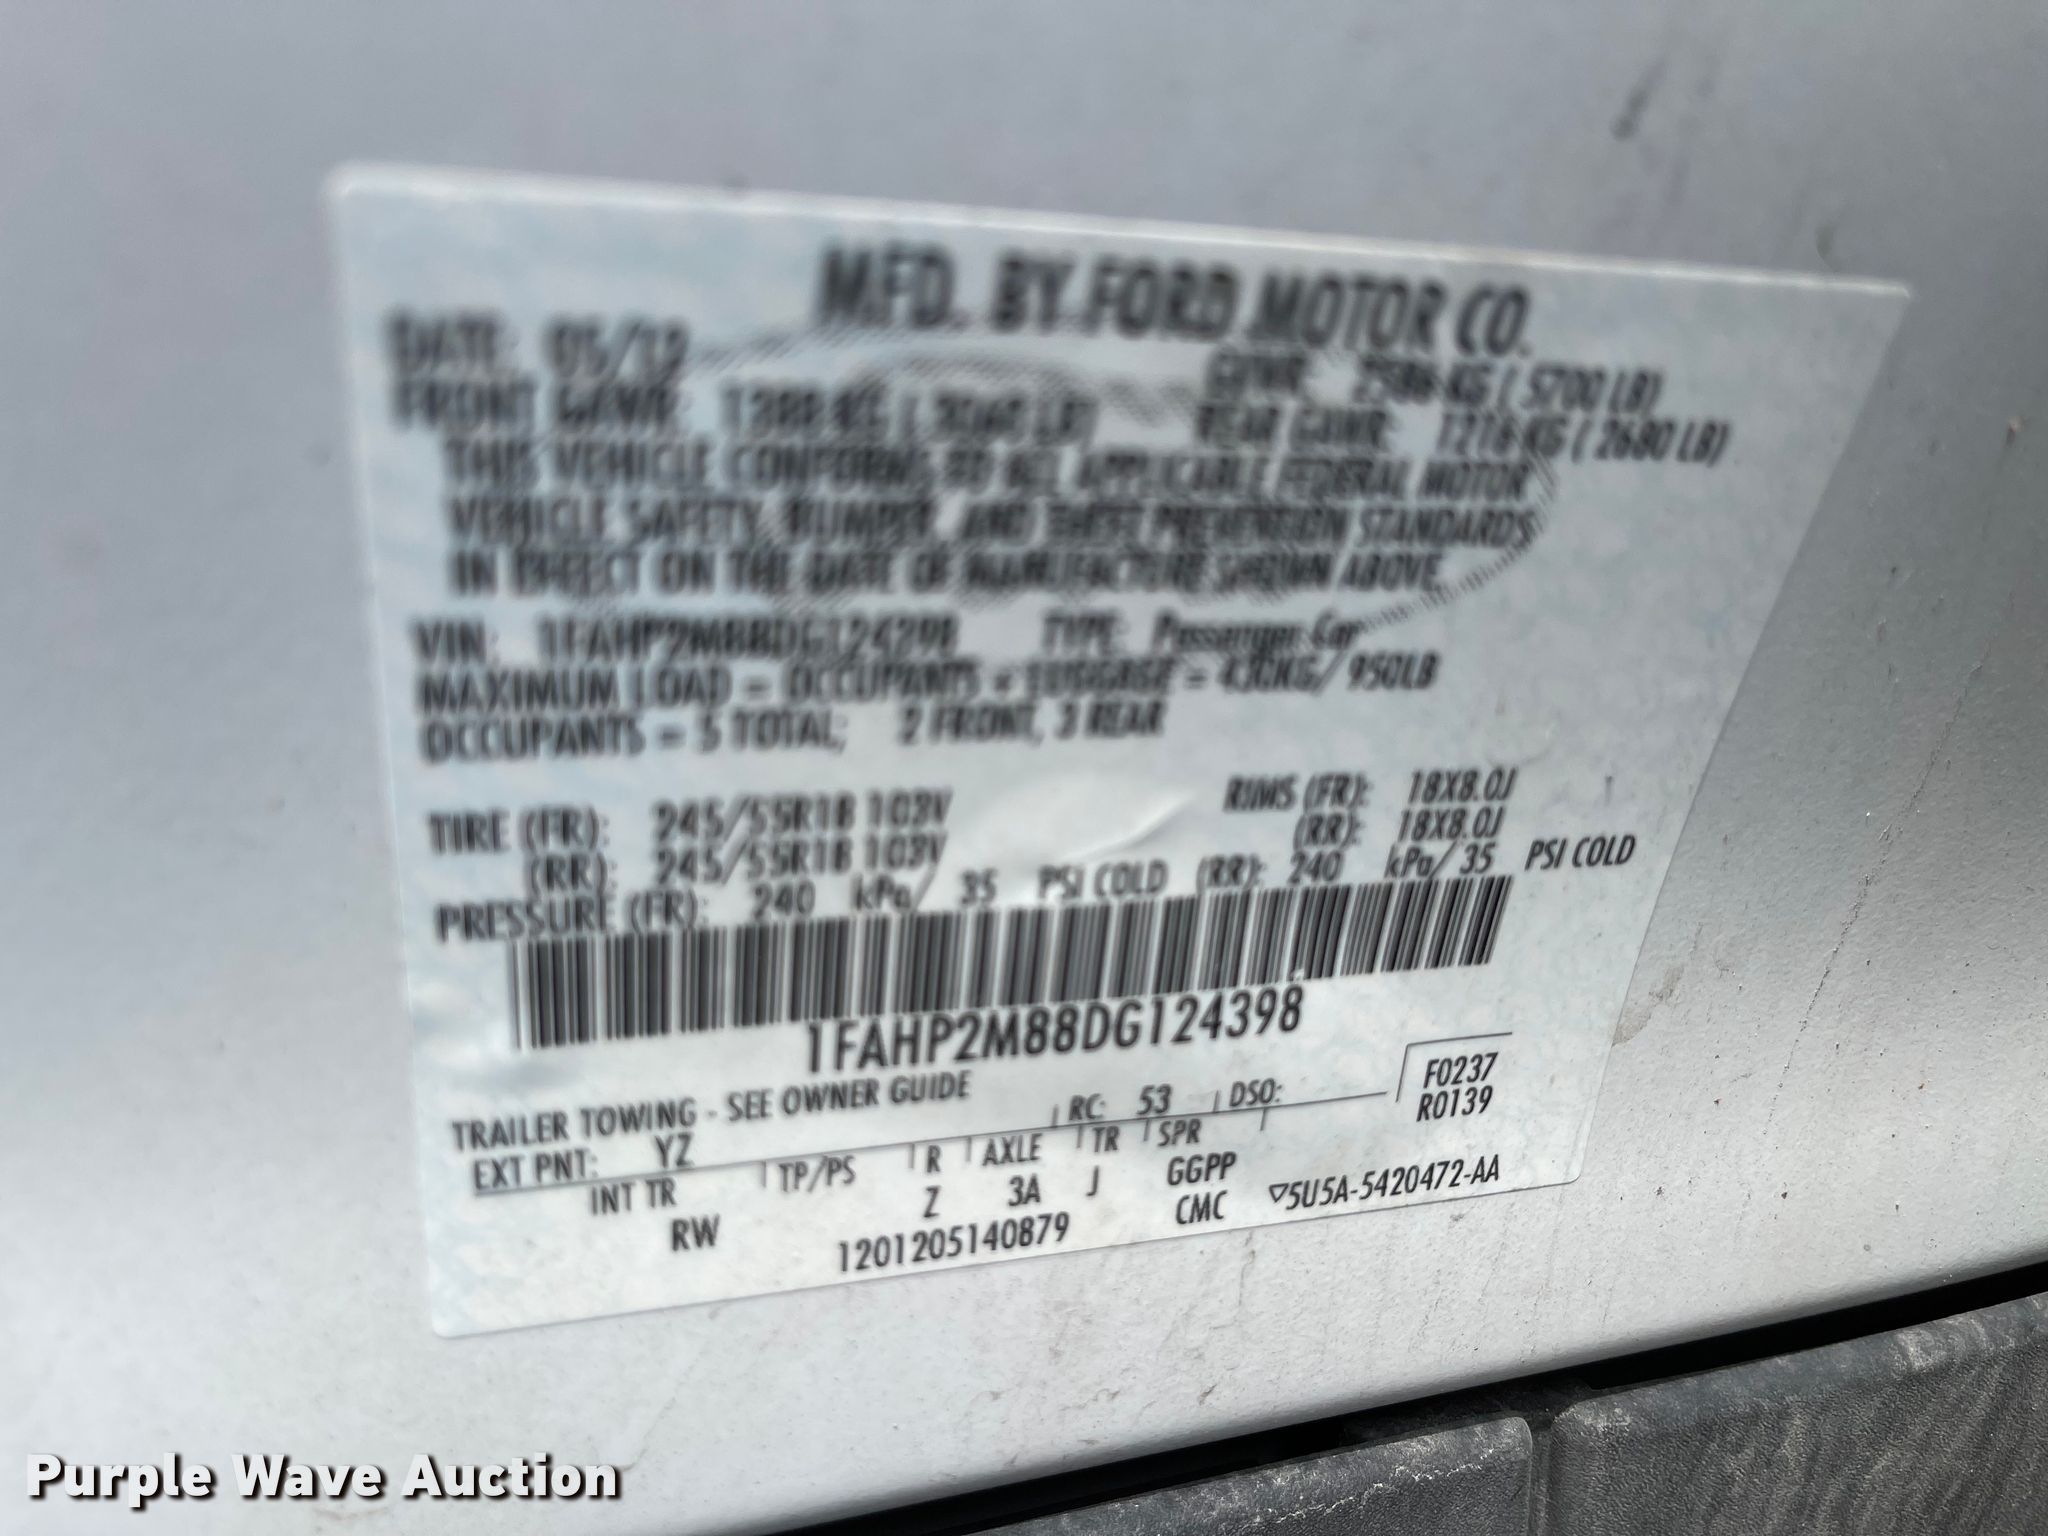 MFD. BY FORD MOTOR CO.
DATE: 05/12 GVWR: 2586 KG ( 5700 LB)
FRONT GAWR: 1388 KG ( 3060 LB) REAR GAWR: 1216 KG ( 2680 LB)
THIS VEHICLE CONFORMS TO ALL APPLICABLE FEDERAL MOTOR
VEHICLE SAFETY, BUMPER, AND THEFT PREVENTION STANDARDS
IN EFFECT ON THE DATE OF MANUFACTURE SHOWN ABOVE.
VIN: 1FAHP2M88DG124398 TYPE: Passenger Car
MAXIMUM LOAD = OCCUPANTS + LUGGAGE = 430KG/ 950LB
OCCUPANTS = 5 TOTAL; 2 FRONT, 3 REAR
TIRE (FR): 245/55R18 103V RIMS (FR): 18X8.0J
(RR): 245/55R18 103V (RR): 18X8.0J
PRESSURE (FR): 240 kPa/ 35 PSI COLD (RR): 240 kPa/ 35 PSI COLD
1FAHP2M88DG124398
TRAILER TOWING - SEE OWNER GUIDE
EXT PNT: YZ RC: 53 DSO: F0237
R0139
INT TR TP/PS R AXLE TR SPR
RW Z 3A J GGPP
1201205140879 CMC ▽5U5A-5420472-AA
Purple Wave Auction